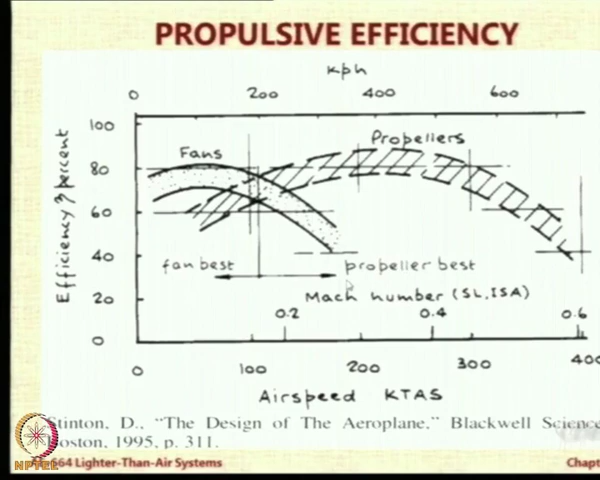 PROPULSIVE EFFICIENCY
kph
0 200 400 600
Efficiency η percent
100
80
60
40
20
0
Fans
Propellers
fan best
propeller best
Mach number (SL, ISA)
0.2 0.4 0.6
0 100 200 300 400
Airspeed KTAS
Stinton, D., "The Design of The Aeroplane," Blackwell Science
Boston, 1995, p. 311.
664 Lighter-Than-Air Systems
Chapt
NPTEL